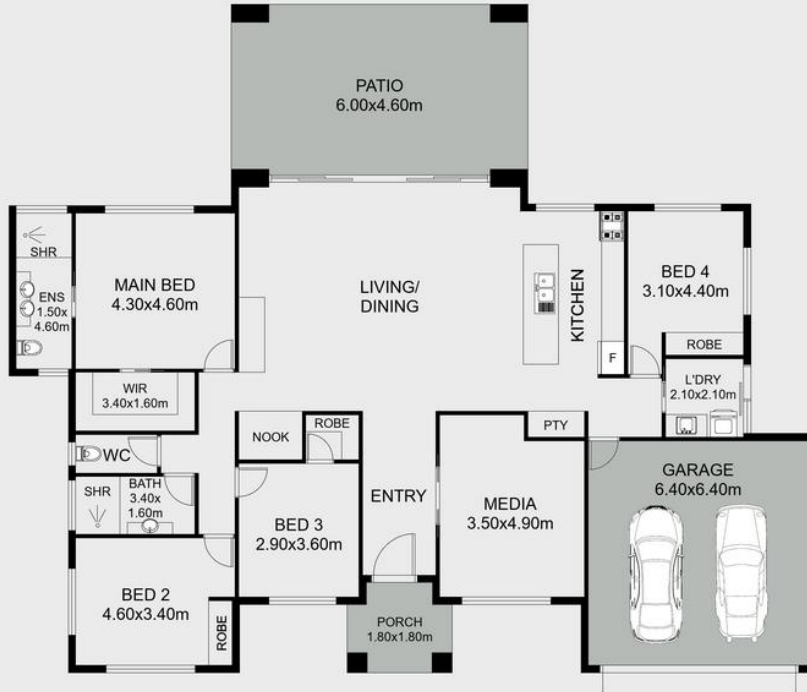 PATIO
6.00x4.60m
SHR
ENS
1.50x
4.60m
MAIN BED
4.30x4.60m
LIVING/
DINING
KITCHEN
F
BED 4
3.10x4.40m
ROBE
L'DRY
2.10x2.10m
WIR
3.40x1.60m
WC
NOOK
ROBE
PTY
SHR
BATH
3.40x
1.60m
BED 3
2.90x3.60m
ENTRY
MEDIA
3.50x4.90m
GARAGE
6.40x6.40m
BED 2
4.60x3.40m
ROBE
PORCH
1.80x1.80m